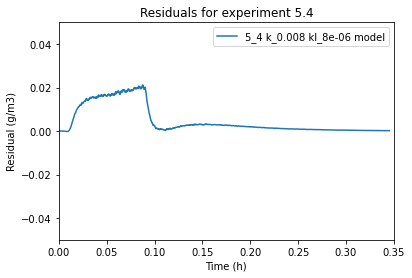 Residuals for experiment 5.4
5_4 k_0.008 kl_8e-06 model
Residual (g/m3)
0.04
0.02
0.00
−0.02
−0.04
0.00 0.05 0.10 0.15 0.20 0.25 0.30 0.35
Time (h)